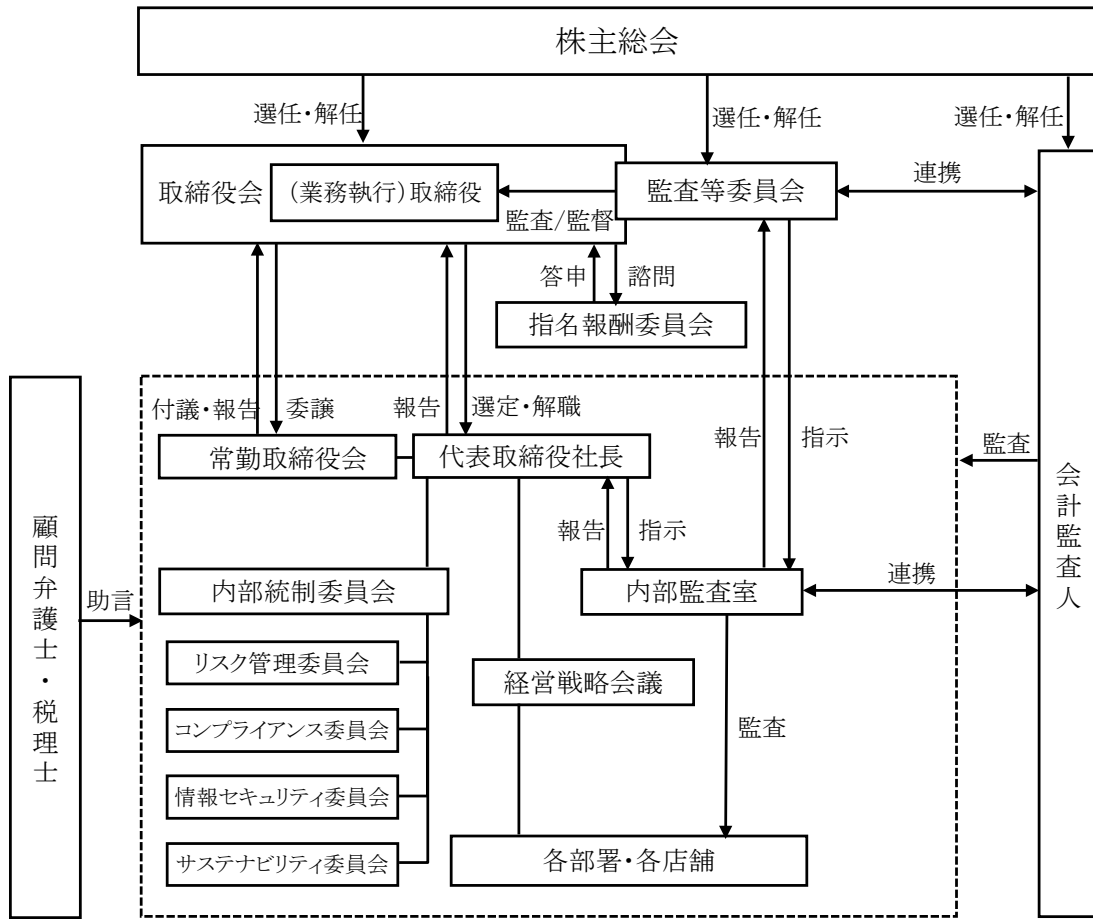 株主総会
選任・解任
選任・解任
選任・解任
取締役会
(業務執行)取締役
監査等委員会
連携
監査/監督
答申
諮問
指名報酬委員会
付議・報告
委譲
報告
選定・解職
報告
指示
常勤取締役会
代表取締役社長
監査
会計監査人
顧問弁護士・税理士
助言
報告
指示
内部統制委員会
内部監査室
連携
リスク管理委員会
経営戦略会議
コンプライアンス委員会
監査
情報セキュリティ委員会
サステナビリティ委員会
各部署・各店舗